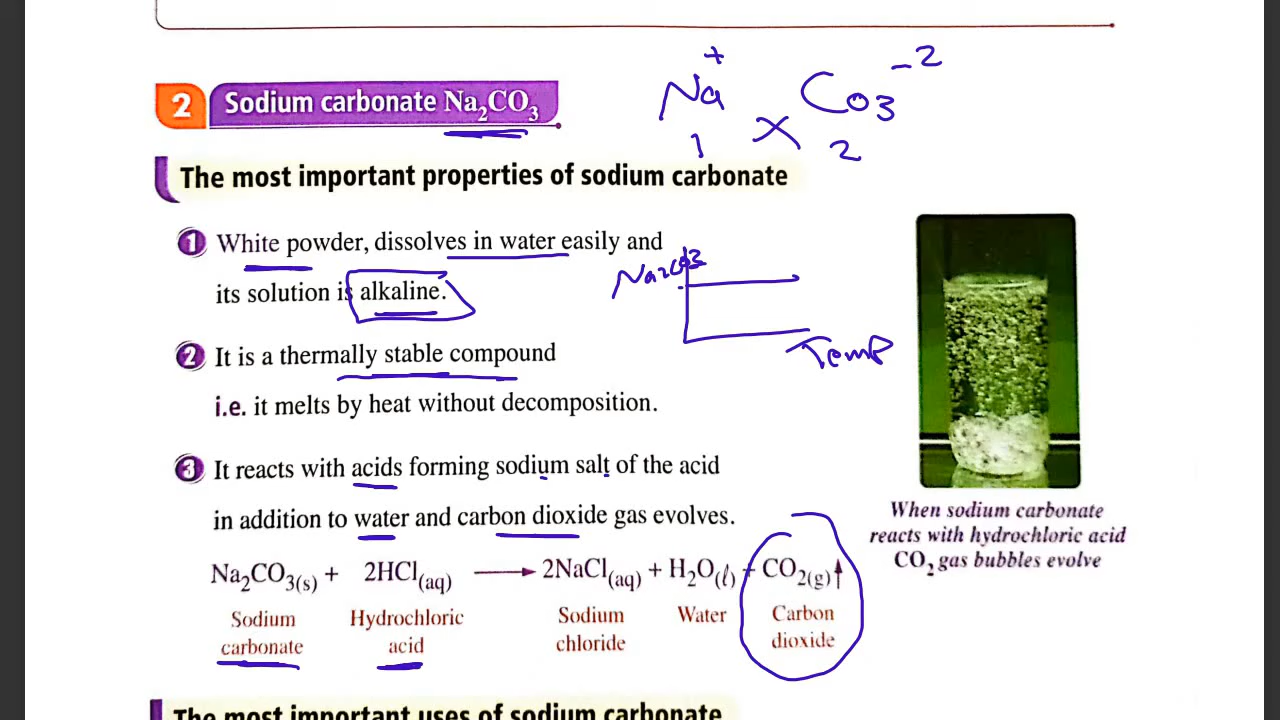 2 Sodium carbonate Na₂CO₃
Na⁺ CO3⁻²
1 X 2
The most important properties of sodium carbonate
1 White powder, dissolves in water easily and
its solution is alkaline.
Na2CO3
Temp
2 It is a thermally stable compound
i.e. it melts by heat without decomposition.
3 It reacts with acids forming sodium salt of the acid
in addition to water and carbon dioxide gas evolves.
When sodium carbonate
reacts with hydrochloric acid
CO₂ gas bubbles evolve
Na₂CO₃(s) + 2HCl(aq) ⟶ 2NaCl(aq) + H₂O(l) + CO₂(g)↑
Sodium Hydrochloric Sodium Water Carbon
carbonate acid chloride dioxide
The most important uses of sodium carbonate